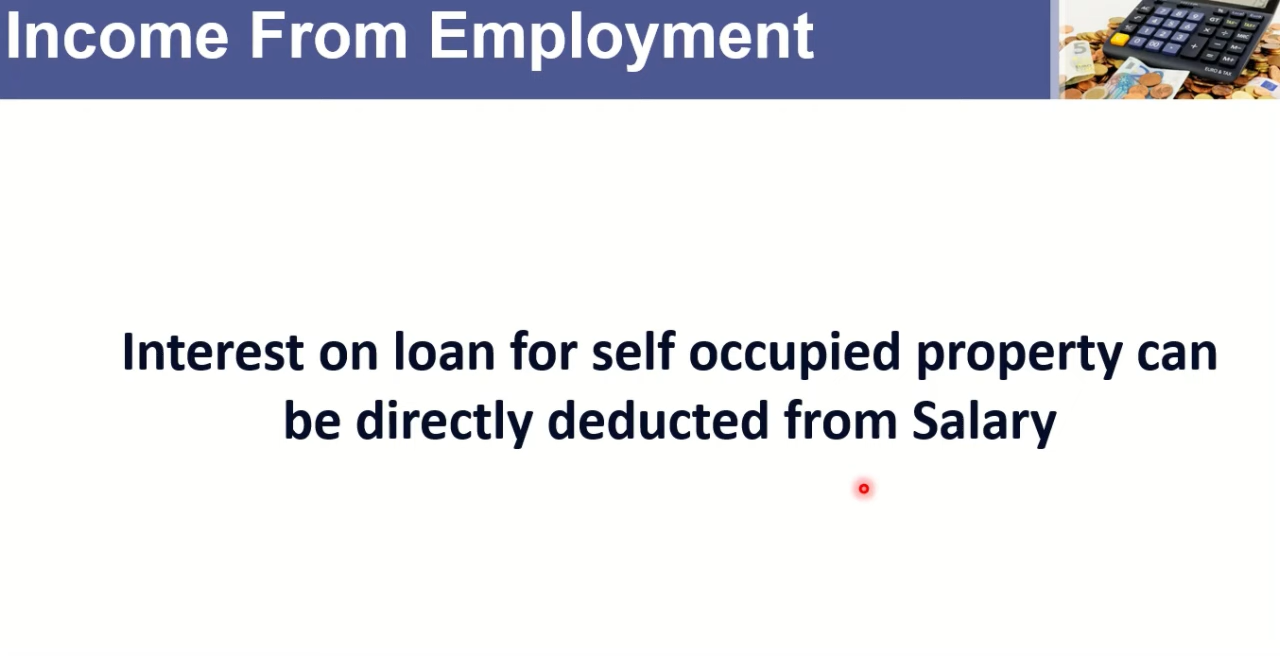 Income From Employment
Interest on loan for self occupied property can
be directly deducted from Salary